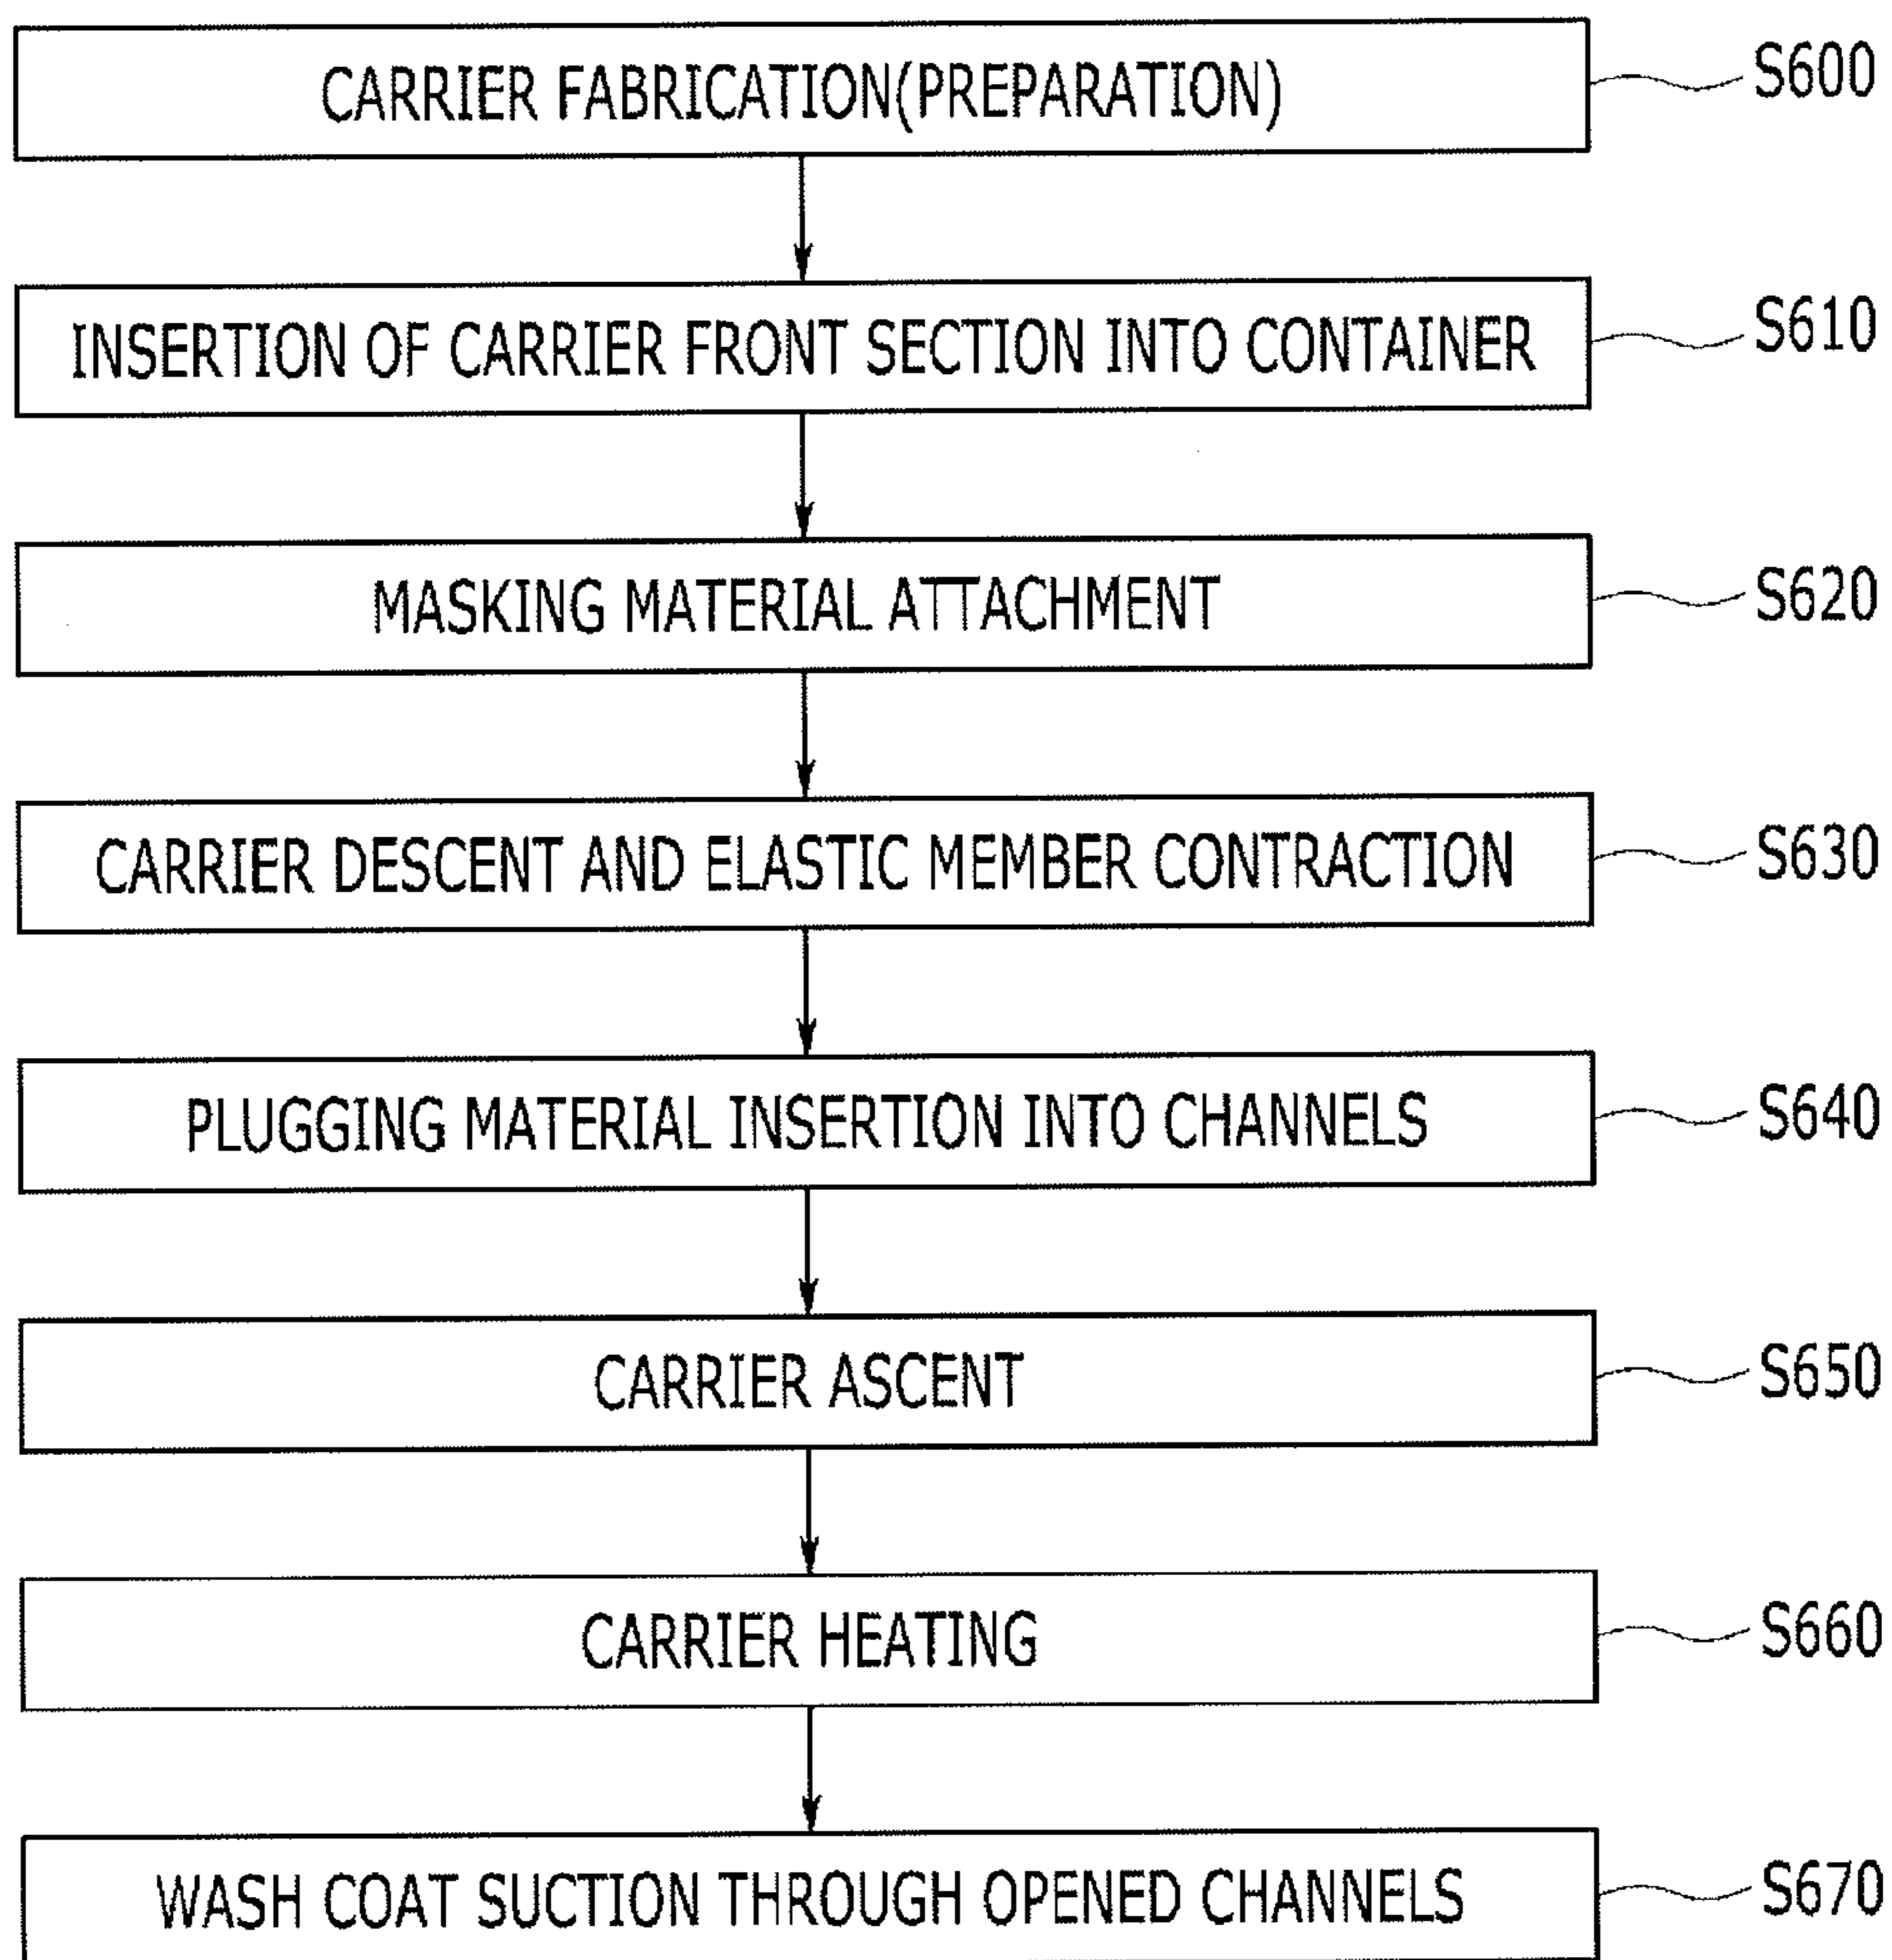 CARRIER FABRICATION(PREPARATION) S600
INSERTION OF CARRIER FRONT SECTION INTO CONTAINER S610
MASKING MATERIAL ATTACHMENT S620
CARRIER DESCENT AND ELASTIC MEMBER CONTRACTION S630
PLUGGING MATERIAL INSERTION INTO CHANNELS S640
CARRIER ASCENT S650
CARRIER HEATING S660
WASH COAT SUCTION THROUGH OPENED CHANNELS S670